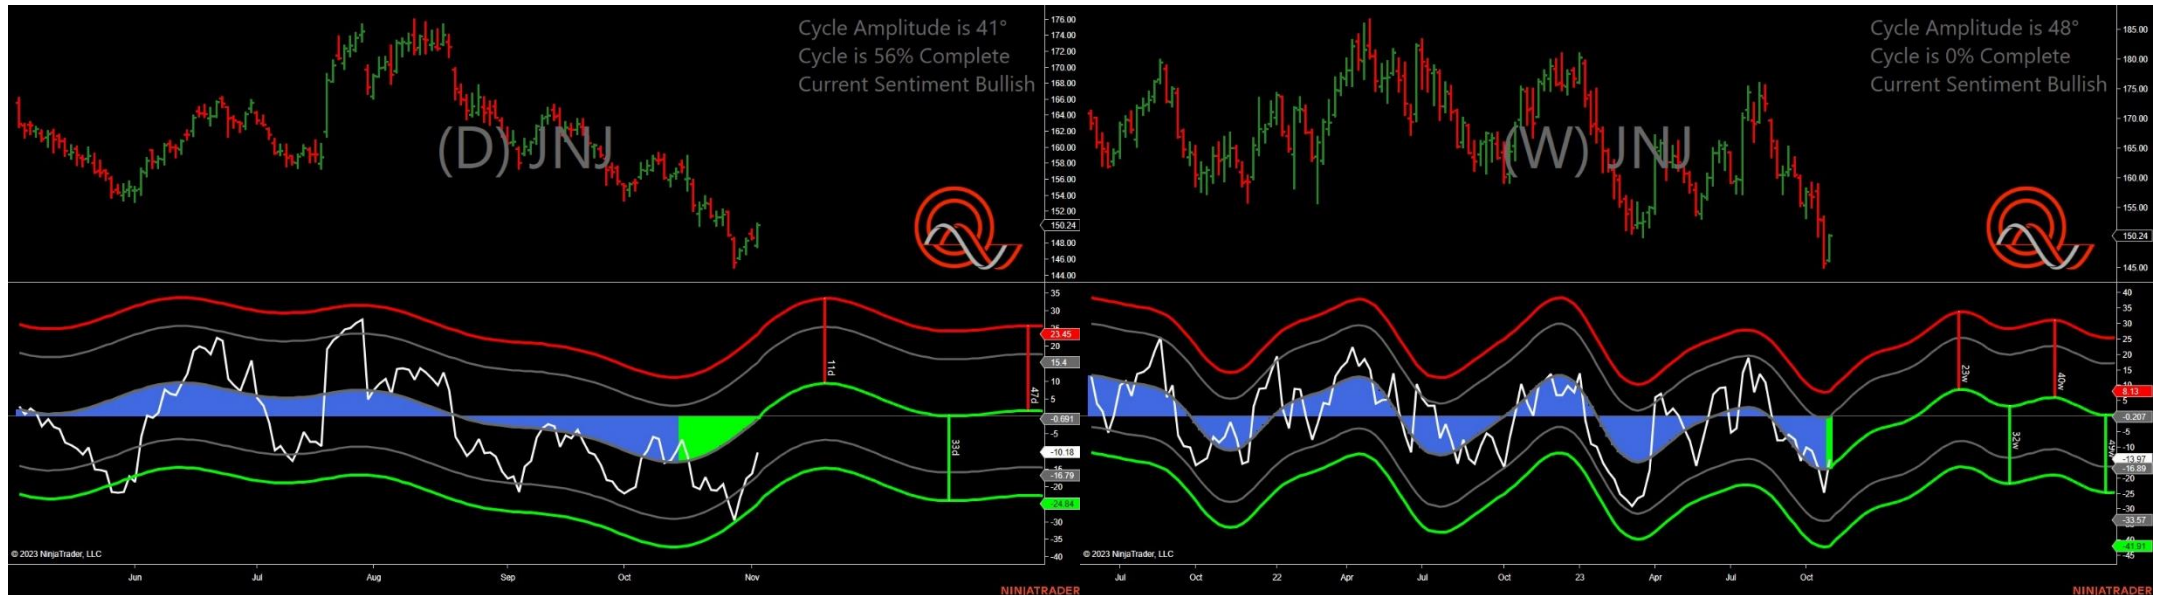 Cycle Amplitude is 41°
Cycle is 56% Complete
Current Sentiment Bullish
(D) JNJ
176.00
174.00
172.00
170.00
168.00
166.00
164.00
162.00
160.00
158.00
156.00
154.00
152.00
150.24
148.00
146.00
144.00
35
30
23.45
20
15.4
10
5
-0.691
-5
-10.18
-16.79
-20
-24.84
-30
-35
-40
11d
33d
47d
© 2023 NinjaTrader, LLC
Jun
Jul
Aug
Sep
Oct
Nov
NINJATRADER
Cycle Amplitude is 48°
Cycle is 0% Complete
Current Sentiment Bullish
(W) JNJ
185.00
180.00
175.00
170.00
165.00
160.00
155.00
150.24
145.00
40
35
30
25
20
15
8.13
5
-0.207
-5
-10
-13.97
-16.89
-20
-25
-30
-33.57
-41.91
-45
23w
32w
40w
© 2023 NinjaTrader, LLC
Jul
Oct
22
Apr
Jul
Oct
23
Apr
Jul
Oct
NINJATRADER